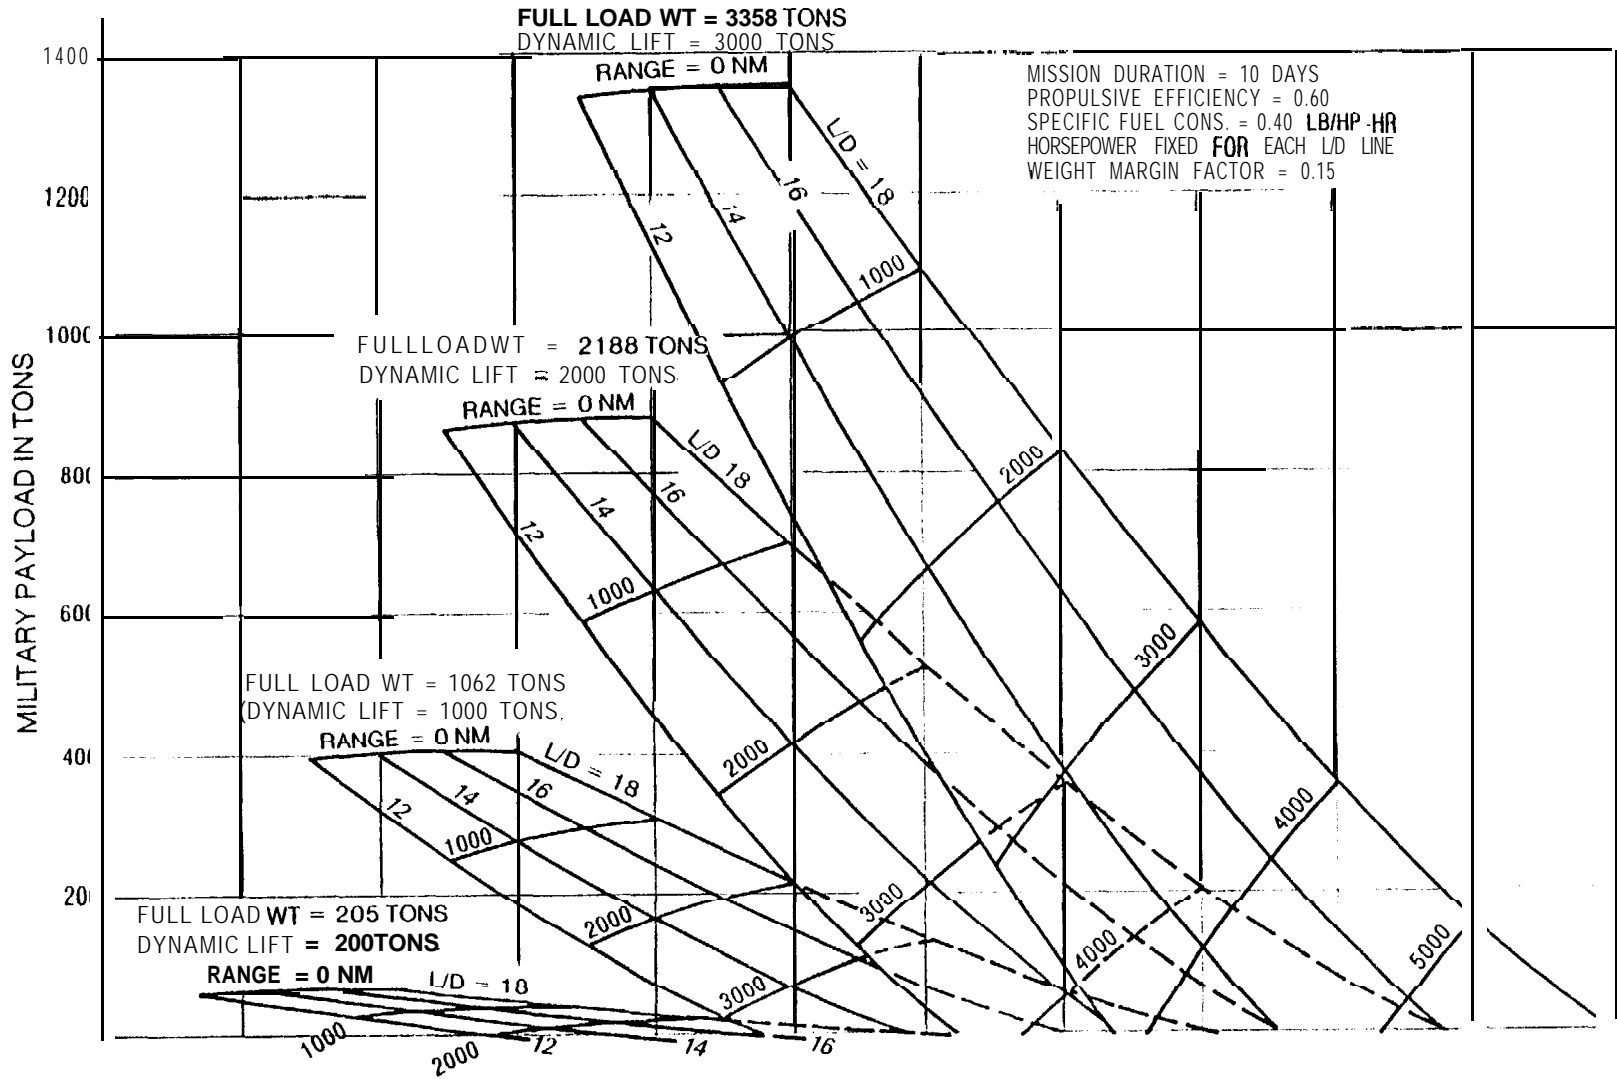 FULL LOAD WT = 3358 TONS
DYNAMIC LIFT = 3000 TONS
RANGE = 0 NM
MISSION DURATION = 10 DAYS
PROPULSIVE EFFICIENCY = 0.60
SPECIFIC FUEL CONS. = 0.40 LB/HP-HR
HORSEPOWER FIXED FOR EACH L/D LINE
WEIGHT MARGIN FACTOR = 0.15
L/D = 18
16
14
12
1000
2000
3000
4000
5000
FULLLOADWT = 2188 TONS
DYNAMIC LIFT = 2000 TONS
RANGE = 0 NM
L/D 18
16
14
12
1000
2000
3000
4000
FULL LOAD WT = 1062 TONS
(DYNAMIC LIFT = 1000 TONS,
RANGE = 0 NM
L/D = 18
16
14
12
1000
2000
3000
FULL LOAD WT = 205 TONS
DYNAMIC LIFT = 200TONS
RANGE = 0 NM
L/D = 18
1000
2000
12
14
16
MILITARY PAYLOAD IN TONS
1400
1200
1000
800
600
400
200